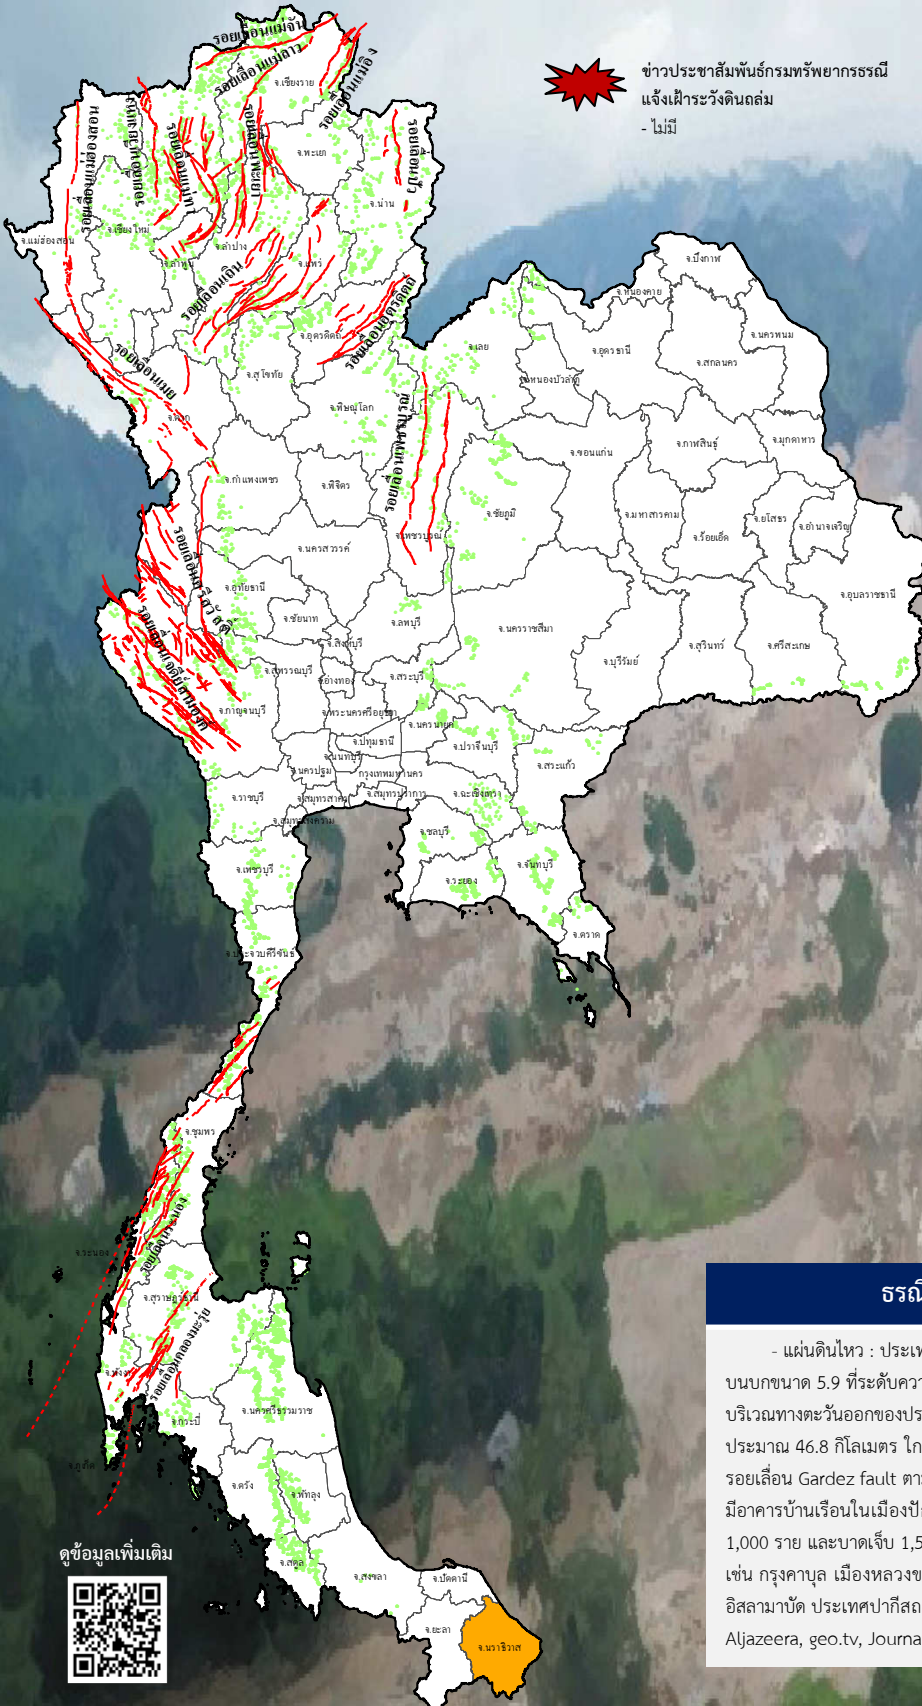 ข่าวประชาสัมพันธ์กรมทรัพยากรธรณี
แจ้งเฝ้าระวังดินถล่ม
- ไม่มี
รอยเลื่อนแม่จัน
รอยเลื่อนแม่ลาว
จ.เชียงราย
รอยเลื่อนแม่อิง
รอยเลื่อนแม่ฮ่องสอน
รอยเลื่อนแม่ทา
รอยเลื่อนพะเยา
จ.พะเยา
รอยเลื่อนปัว
จ.น่าน
จ.แม่ฮ่องสอน
จ.เชียงใหม่
จ.ลำพูน
จ.ลำปาง
จ.แพร่
รอยเลื่อนเถิน
จ.อุตรดิตถ์
รอยเลื่อนอุตรดิตถ์
รอยเลื่อนเมย
จ.ตาก
จ.สุโขทัย
จ.พิษณุโลก
รอยเลื่อนเพชรบูรณ์
จ.เลย
จ.หนองบัวลำภู
จ.อุดรธานี
จ.หนองคาย
จ.บึงกาฬ
จ.นครพนม
จ.สกลนคร
จ.กำแพงเพชร
จ.พิจิตร
จ.เพชรบูรณ์
จ.ชัยภูมิ
จ.ขอนแก่น
จ.กาฬสินธุ์
จ.มุกดาหาร
จ.มหาสารคาม
จ.ร้อยเอ็ด
จ.ยโสธร
จ.อำนาจเจริญ
จ.อุบลราชธานี
รอยเลื่อนศรีสวัสดิ์
จ.นครสวรรค์
จ.อุทัยธานี
จ.ชัยนาท
จ.สิงห์บุรี
จ.ลพบุรี
จ.นครราชสีมา
จ.บุรีรัมย์
จ.สุรินทร์
จ.ศรีสะเกษ
รอยเลื่อนเจดีย์สามองค์
จ.สุพรรณบุรี
จ.อ่างทอง
จ.สระบุรี
จ.กาญจนบุรี
จ.พระนครศรีอยุธยา
จ.นครนายก
จ.ปทุมธานี
จ.ปราจีนบุรี
จ.นนทบุรี
จ.สระแก้ว
จ.นครปฐม
กรุงเทพมหานคร
จ.ราชบุรี
จ.สมุทรสาคร
จ.สมุทรปราการ
จ.ฉะเชิงเทรา
จ.สมุทรสงคราม
จ.ชลบุรี
จ.เพชรบุรี
จ.ระยอง
จ.จันทบุรี
จ.ตราด
จ.ประจวบคีรีขันธ์
จ.ชุมพร
จ.ระนอง
รอยเลื่อนระนอง
จ.สุราษฎร์ธานี
รอยเลื่อนคลองมะรุ่ย
จ.พังงา
จ.กระบี่
จ.นครศรีธรรมราช
จ.ภูเก็ต
จ.ตรัง
จ.พัทลุง
จ.สตูล
จ.สงขลา
จ.ปัตตานี
จ.ยะลา
จ.นราธิวาส
ดูข้อมูลเพิ่มเติม
ธรณี
- แผ่นดินไหว : ประเท
บนบกขนาด 5.9 ที่ระดับควา
บริเวณทางตะวันออกของประ
ประมาณ 46.8 กิโลเมตร ใก
รอยเลื่อน Gardez fault ตา
มีอาคารบ้านเรือนในเมืองปั
1,000 ราย และบาดเจ็บ 1,5
เช่น กรุงคาบุล เมืองหลวงข
อิสลามาบัด ประเทศปากีสถ
Aljazeera, geo.tv, Journa